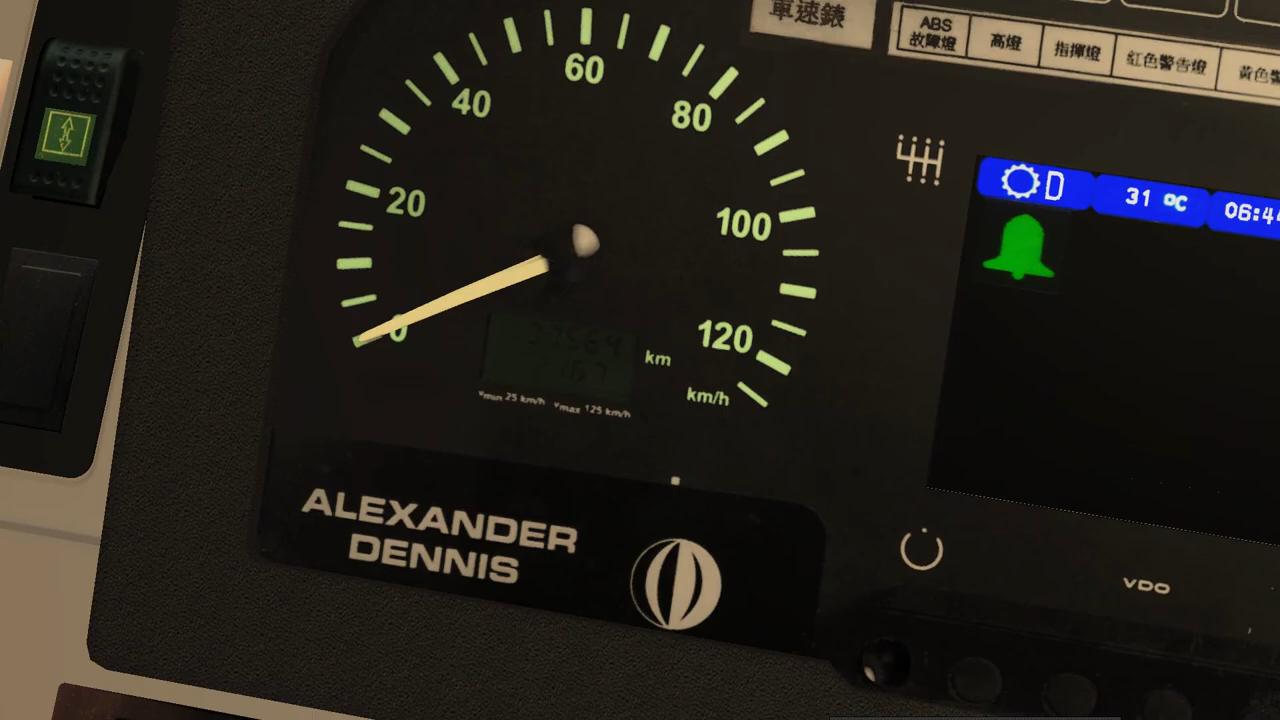 車速錶
ABS
故障燈
高燈
指揮燈
紅色警告燈
黃色警
60
40
80
20
100
0
120
km
km/h
Vmin 25 km/h Vmax 125 km/h
D
31 ºC
06:4
ALEXANDER
DENNIS
VDO